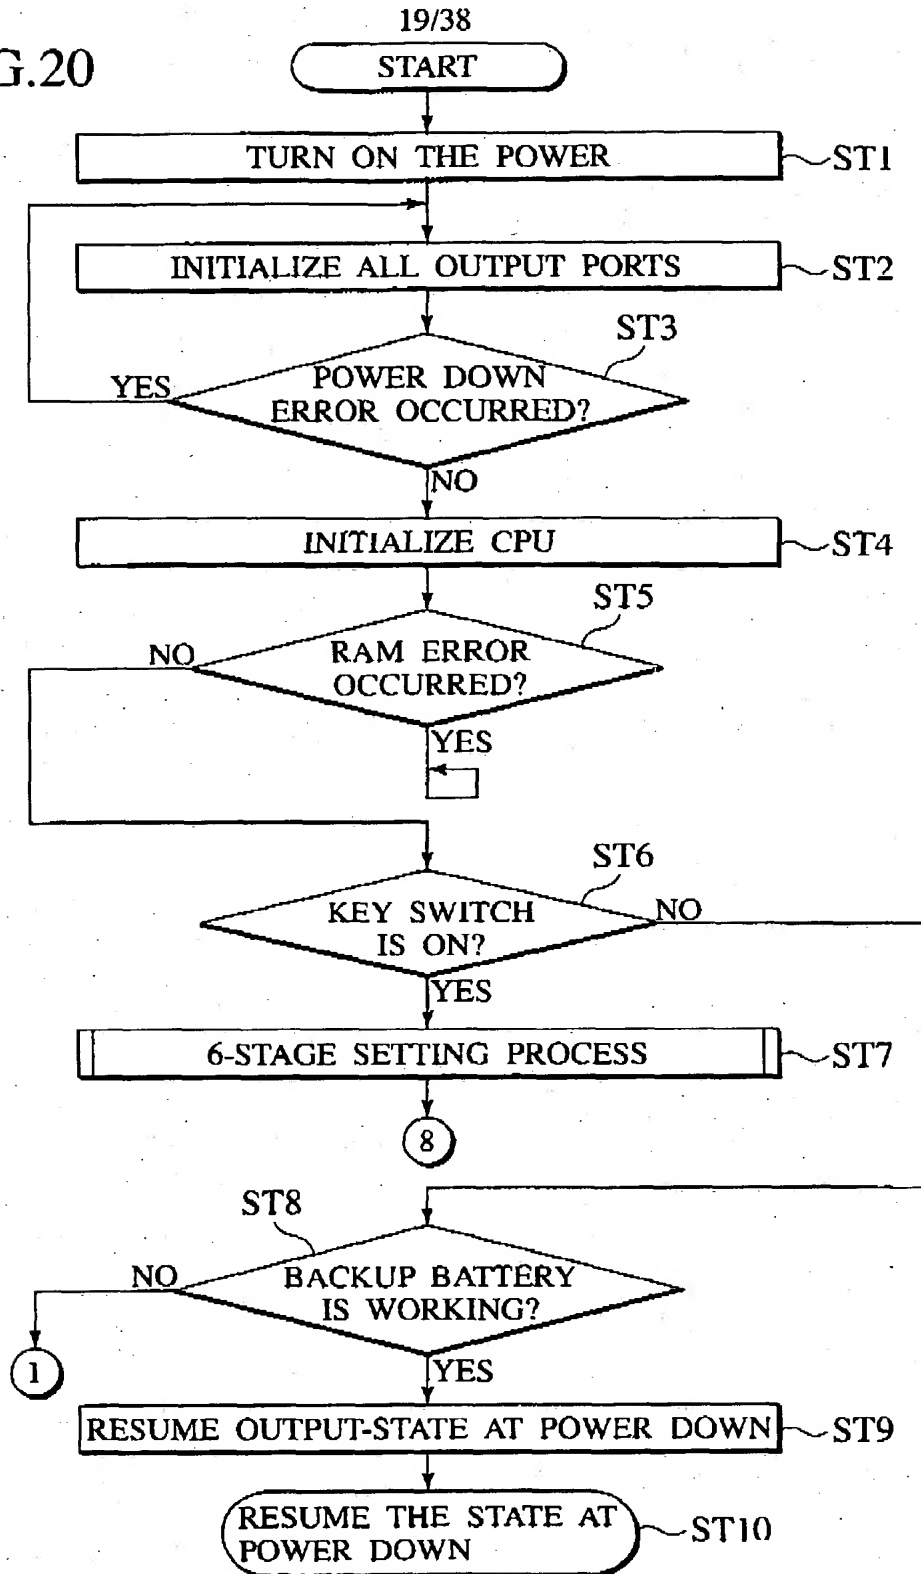 19/38
G.20
START
TURN ON THE POWER
ST1
INITIALIZE ALL OUTPUT PORTS
ST2
ST3
YES
POWER DOWN
ERROR OCCURRED?
NO
INITIALIZE CPU
ST4
ST5
NO
RAM ERROR
OCCURRED?
YES
ST6
KEY SWITCH
IS ON?
NO
YES
6-STAGE SETTING PROCESS
ST7
8
ST8
NO
BACKUP BATTERY
IS WORKING?
1
YES
RESUME OUTPUT-STATE AT POWER DOWN
ST9
RESUME THE STATE AT
POWER DOWN
ST10